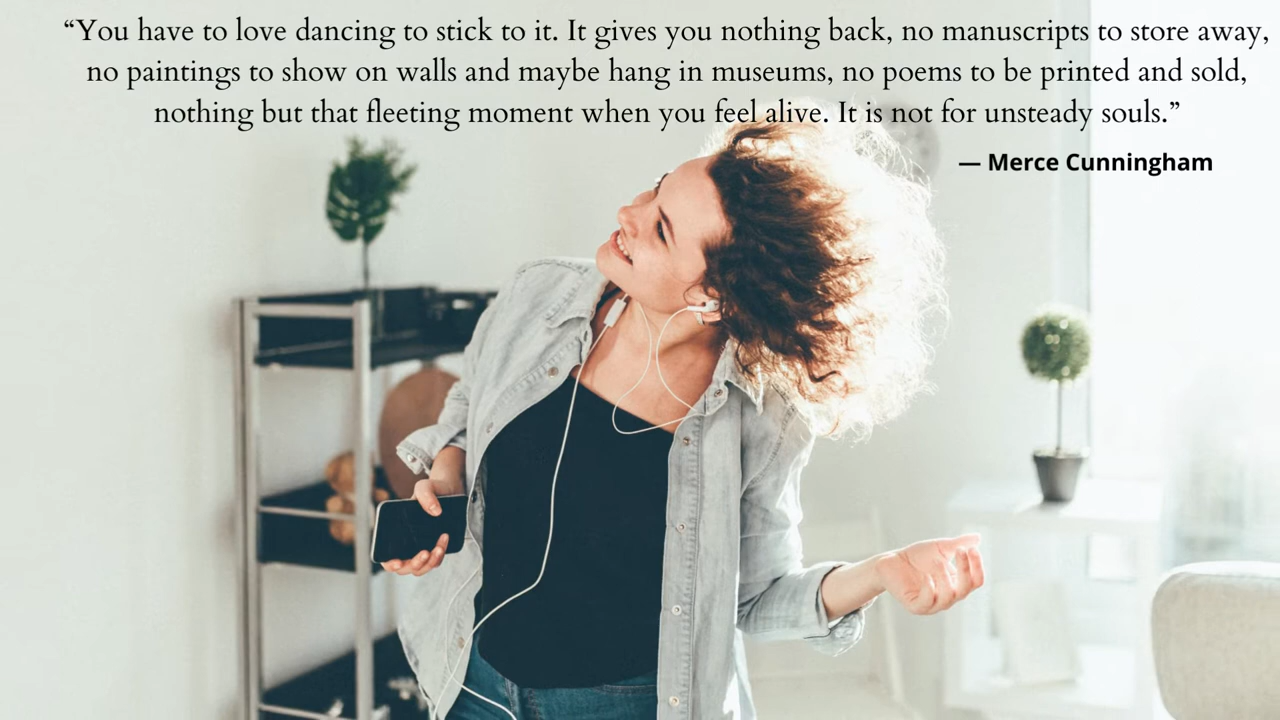 “You have to love dancing to stick to it. It gives you nothing back, no manuscripts to store away,
no paintings to show on walls and maybe hang in museums, no poems to be printed and sold,
nothing but that fleeting moment when you feel alive. It is not for unsteady souls.”
— Merce Cunningham